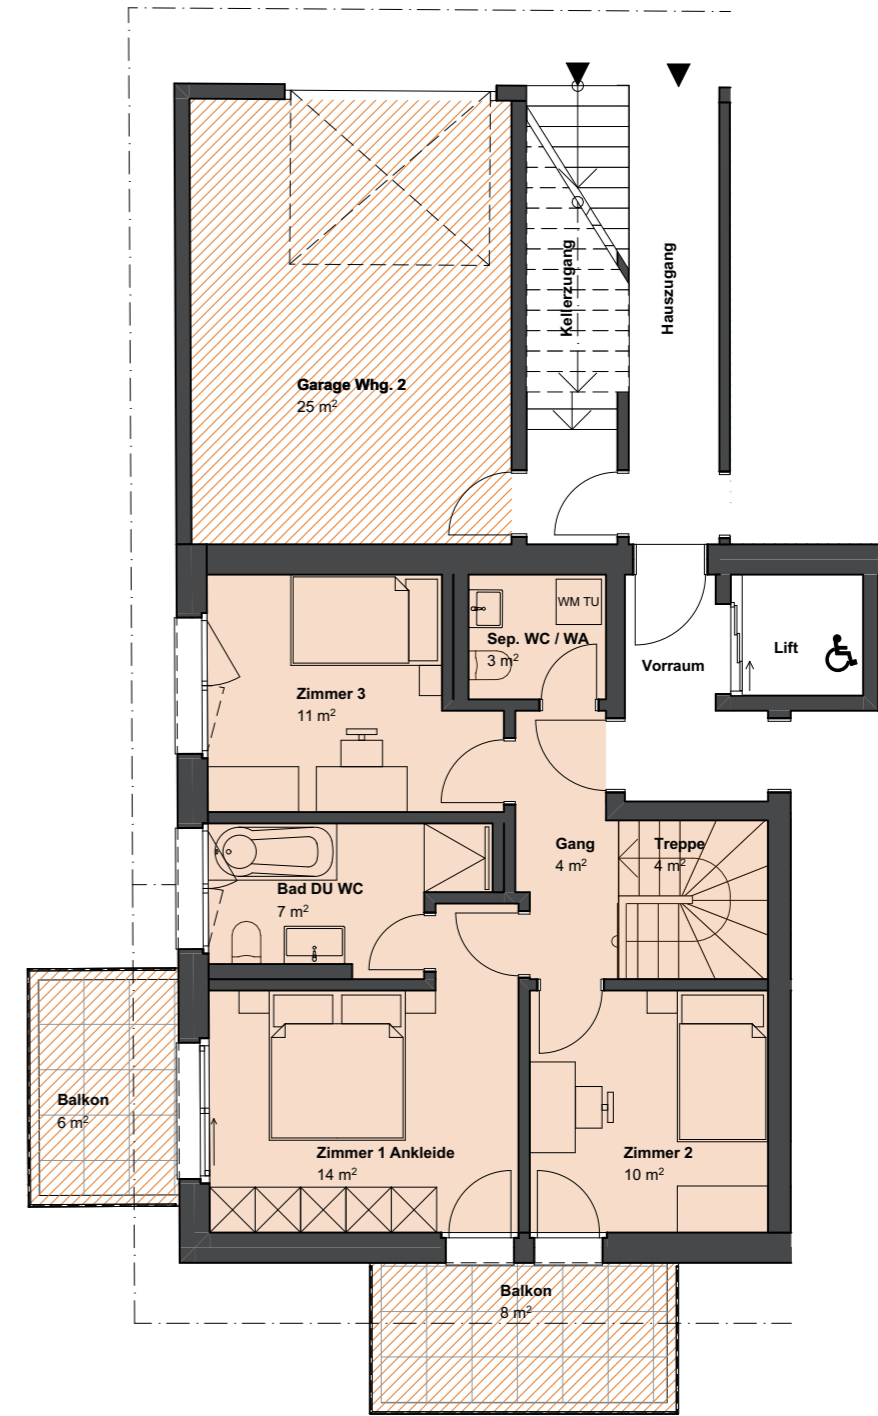 Kellerzugang
Hauszugang
Garage Whg. 2
25 m²
WM TU
Sep. WC / WA
3 m²
Vorraum
Lift
Zimmer 3
11 m²
Gang
4 m²
Treppe
4 m²
Bad DU WC
7 m²
Balkon
6 m²
Zimmer 1 Ankleide
14 m²
Zimmer 2
10 m²
Balkon
8 m²